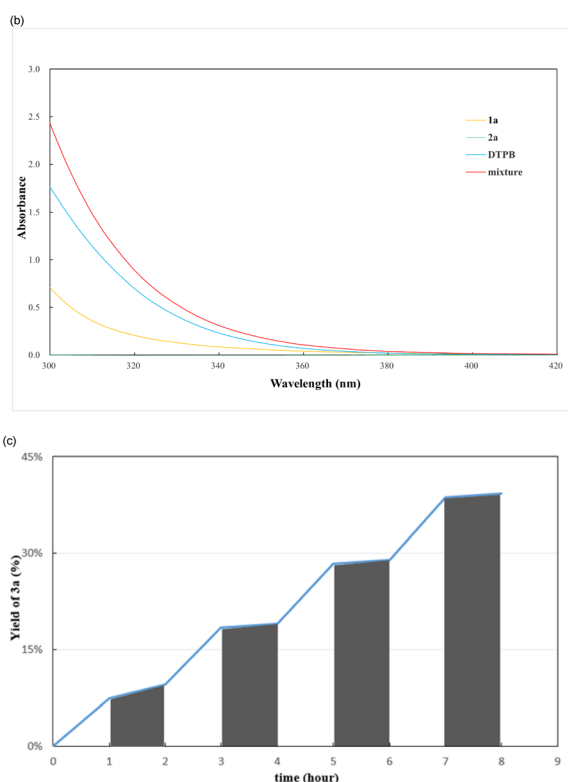 (b)
3.0
2.5
2.0
1.5
1.0
0.5
0.0
Absorbance
1a
2a
DTPB
mixture
300 320 340 360 380 400 420
Wavelength (nm)
(c)
45%
30%
15%
0%
Yield of 3a (%)
0 1 2 3 4 5 6 7 8 9
time (hour)